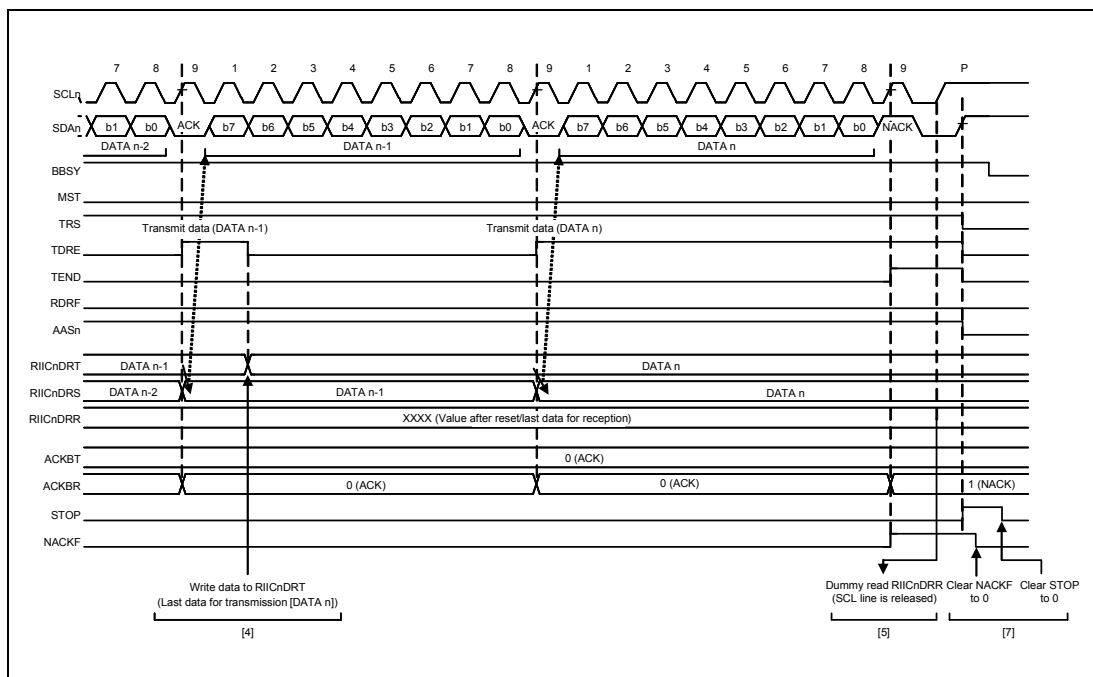 7 8 9 1 2 3 4 5 6 7 8 9 1 2 3 4 5 6 7 8 9 P
SCLn
SDAn b1 b0 ACK b7 b6 b5 b4 b3 b2 b1 b0 ACK b7 b6 b5 b4 b3 b2 b1 b0 NACK
DATA n-2 DATA n-1 DATA n
BBSY
MST
TRS
Transmit data (DATA n-1) Transmit data (DATA n)
TDRE
TEND
RDRF
AASn
RIICnDRT DATA n-1 DATA n
RIICnDRS DATA n-2 DATA n-1 DATA n
RIICnDRR XXXX (Value after reset/last data for reception)
ACKBT 0 (ACK)
ACKBR 0 (ACK) 0 (ACK) 1 (NACK)
STOP
NACKF
Write data to RIICnDRT
(Last data for transmission [DATA n])
[4]
Dummy read RIICnDRR
(SCL line is released)
[5]
Clear NACKF
to 0
Clear STOP
to 0
[7]